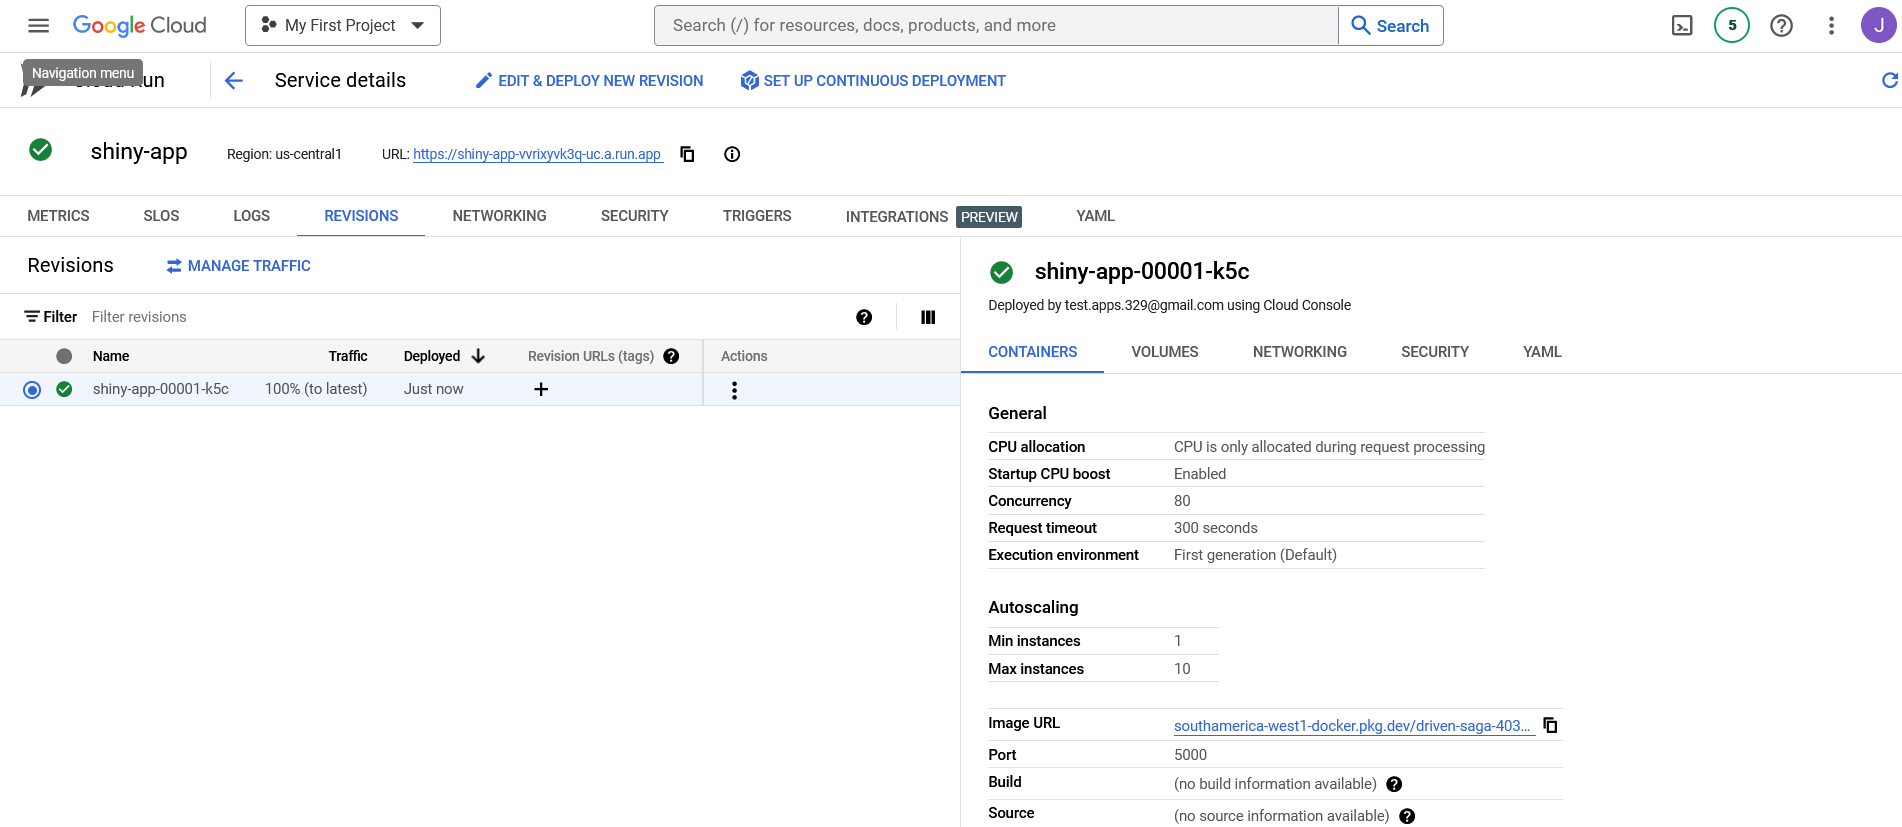 Google Cloud
My First Project
Search (/) for resources, docs, products, and more
Search
5
J
Navigation menu
Service details
EDIT & DEPLOY NEW REVISION
SET UP CONTINUOUS DEPLOYMENT
shiny-app
Region: us-central1
URL: https://shiny-app-vvrixyvk3q-uc.a.run.app
METRICS
SLOS
LOGS
REVISIONS
NETWORKING
SECURITY
TRIGGERS
INTEGRATIONS
PREVIEW
YAML
Revisions
MANAGE TRAFFIC
Filter
Filter revisions
Name
Traffic
Deployed
Revision URLs (tags)
Actions
shiny-app-00001-k5c
100% (to latest)
Just now
shiny-app-00001-k5c
Deployed by test.apps.329@gmail.com using Cloud Console
CONTAINERS
VOLUMES
NETWORKING
SECURITY
YAML
General
CPU allocation
CPU is only allocated during request processing
Startup CPU boost
Enabled
Concurrency
80
Request timeout
300 seconds
Execution environment
First generation (Default)
Autoscaling
Min instances
1
Max instances
10
Image URL
southamerica-west1-docker.pkg.dev/driven-saga-403...
Port
5000
Build
(no build information available)
Source
(no source information available)